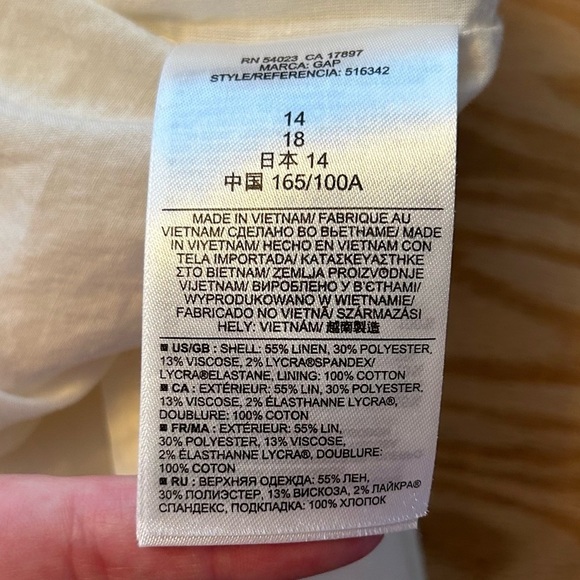 RN 54023 CA 17897
MARCA: GAP
STYLE/REFERENCIA: 516342
14
18
日本 14
中国 165/100A
MADE IN VIETNAM/ FABRIQUE AU
VIETNAM/ СДЕЛАНО ВО ВЬЕТНАМЕ/ MADE
IN VIYETNAM/ HECHO EN VIETNAM CON
TELA IMPORTADA/ ΚΑΤΑΣΚΕΥΑΣΤΗΚΕ
ΣΤΟ ΒΙΕΤΝΑΜ/ ZEMLJA PROIZVODNJE
VIJETNAM/ ВИРОБЛЕНО У В'ЄТНАМІ/
WYPRODUKOWANO W WIETNAMIE/
FABRICADO NO VIETNÃ/ SZÁRMAZÁSI
HELY: VIETNÁM/ 越南製造
■ US/GB : SHELL: 55% LINEN, 30% POLYESTER,
13% VISCOSE, 2% LYCRA®SPANDEX/
LYCRA®ELASTANE, LINING: 100% COTTON
■ CA : EXTÉRIEUR: 55% LIN, 30% POLYESTER,
13% VISCOSE, 2% ÉLASTHANNE LYCRA®,
DOUBLURE: 100% COTON
■ FR/MA : EXTÉRIEUR: 55% LIN,
30% POLYESTER, 13% VISCOSE,
2% ÉLASTHANNE LYCRA®, DOUBLURE:
100% COTON
■ RU : ВЕРХНЯЯ ОДЕЖДА: 55% ЛЕН,
30% ПОЛИЭСТЕР, 13% ВИСКОЗА, 2% ЛАЙКРА®
СПАНДЕКС, ПОДКЛАДКА: 100% ХЛОПОК